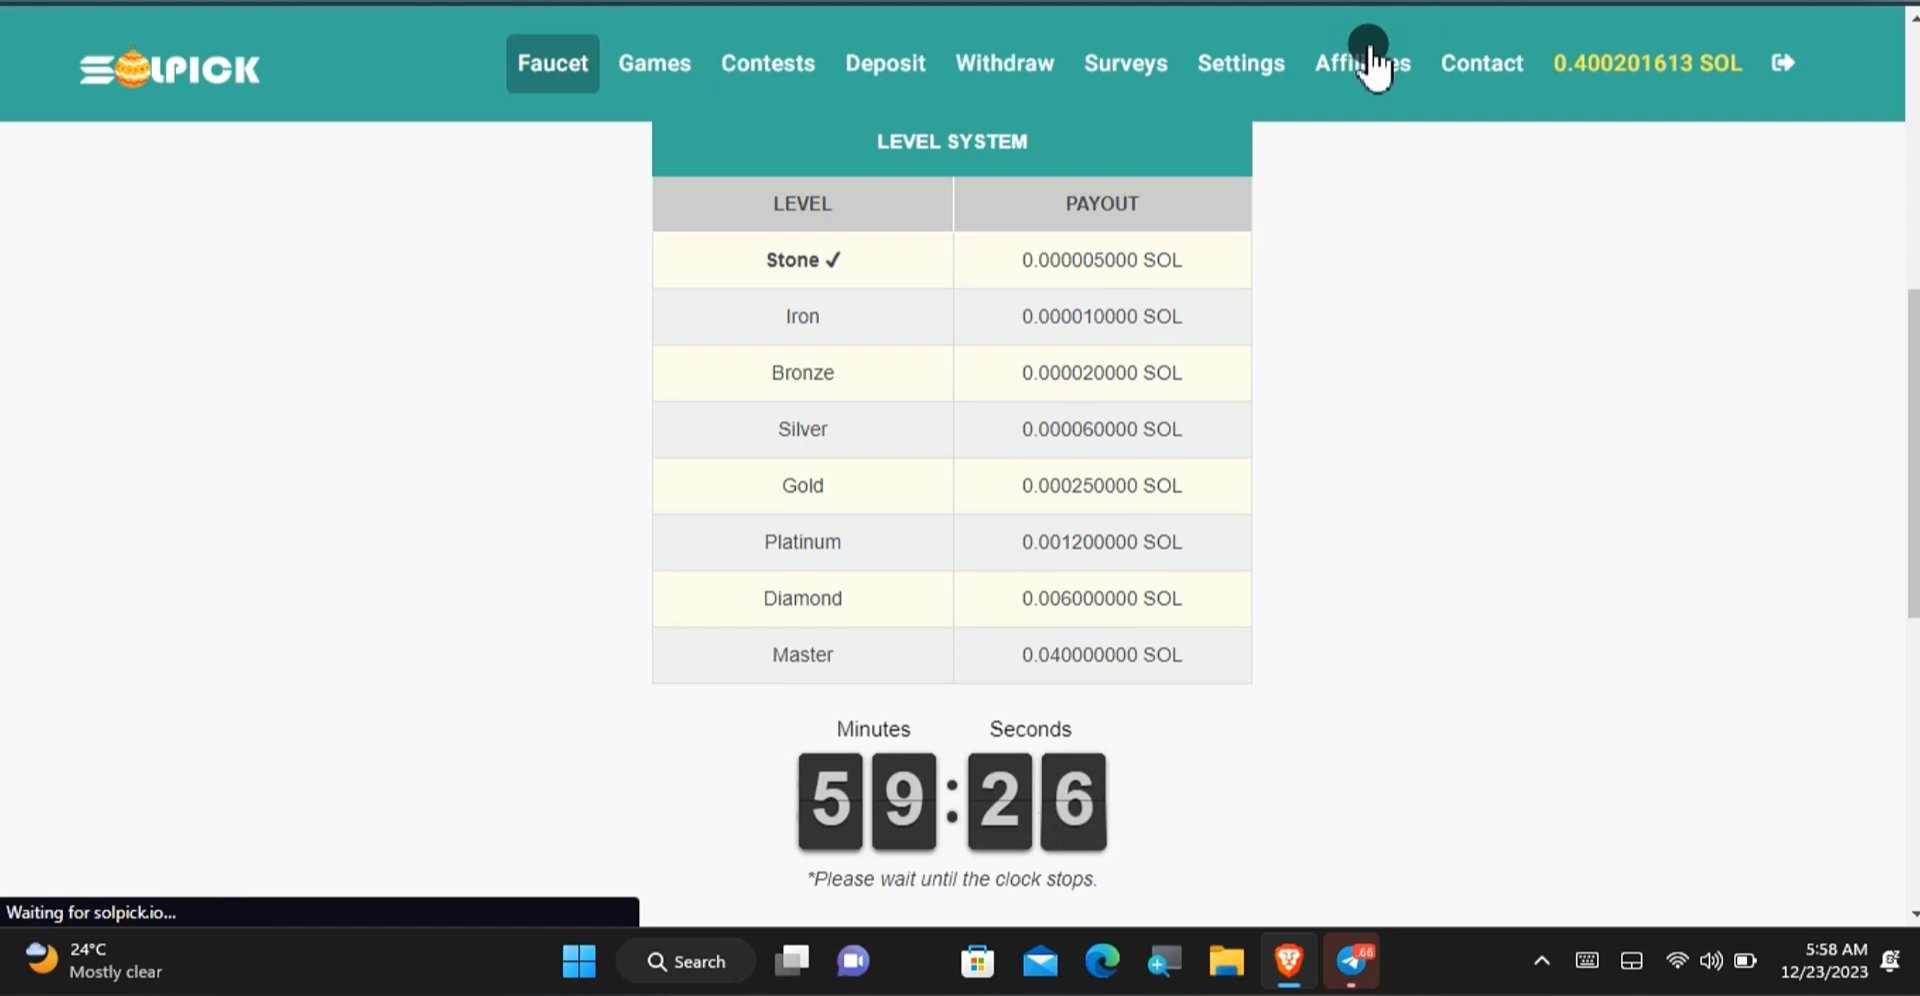 SOLPICK
Faucet Games Contests Deposit Withdraw Surveys Settings Contact 0.400201613 SOL
LEVEL SYSTEM
LEVEL PAYOUT
Stone ✓ 0.000005000 SOL
Iron 0.000010000 SOL
Bronze 0.000020000 SOL
Silver 0.000060000 SOL
Gold 0.000250000 SOL
Platinum 0.001200000 SOL
Diamond 0.006000000 SOL
Master 0.040000000 SOL
Minutes Seconds
59:26
*Please wait until the clock stops.
Waiting for solpick.io...
24°C
Mostly clear
Search
66
5:58 AM
12/23/2023